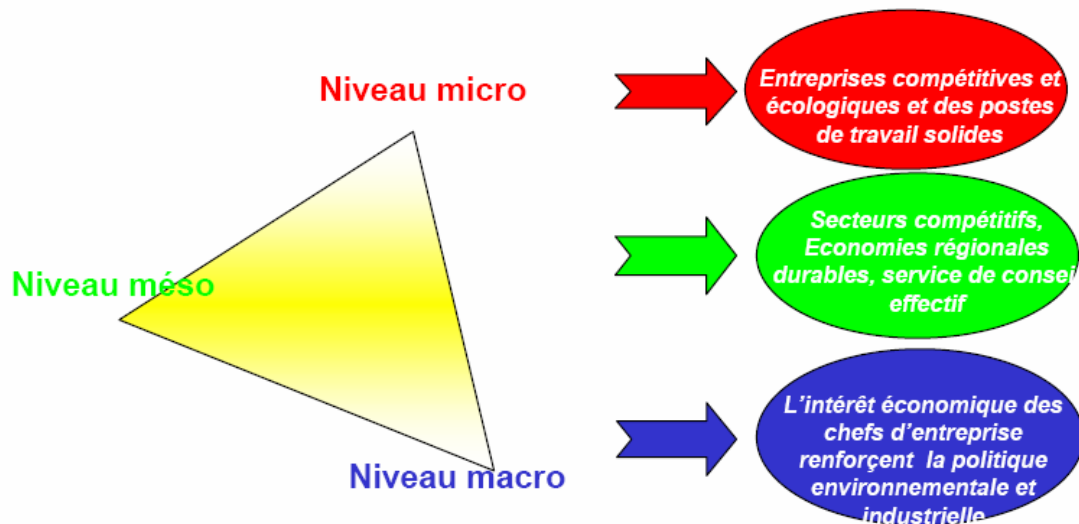 Niveau micro
Entreprises compétitives et
écologiques et des postes
de travail solides
Niveau méso
Secteurs compétitifs,
Economies régionales
durables, service de conseil
effectif
Niveau macro
L'intérêt économique des
chefs d'entreprise
renforçent la politique
environnementale et
industrielle